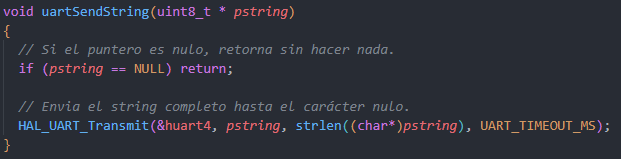 void uartSendString(uint8_t * pstring)
{
// Si el puntero es nulo, retorna sin hacer nada.
if (pstring == NULL) return;
// Envia el string completo hasta el carácter nulo.
HAL_UART_Transmit(&huart4, pstring, strlen((char*)pstring), UART_TIMEOUT_MS);
}